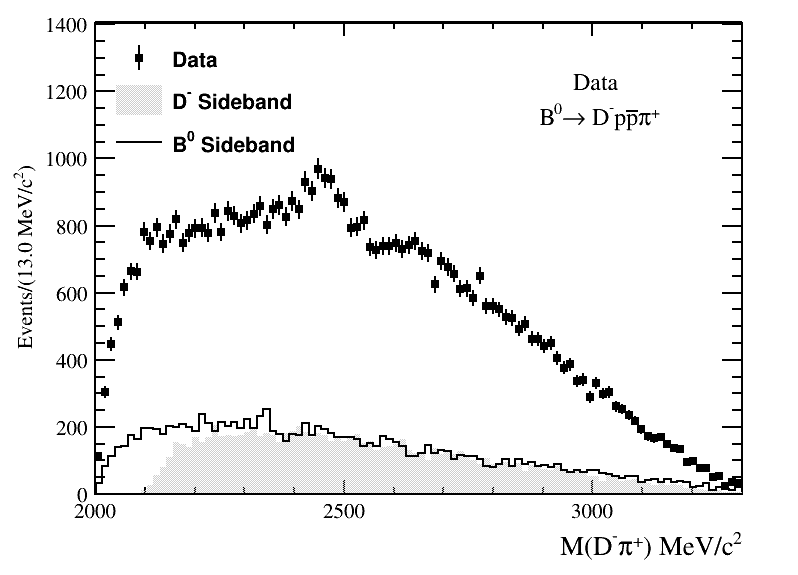 1400
1200
1000
800
600
400
200
0
Events/(13.0 MeV/c²)
Data
D⁻ Sideband
B⁰ Sideband
Data
B⁰→ D⁻pp̅π⁺
2000 2500 3000
M(D⁻π⁺) MeV/c²